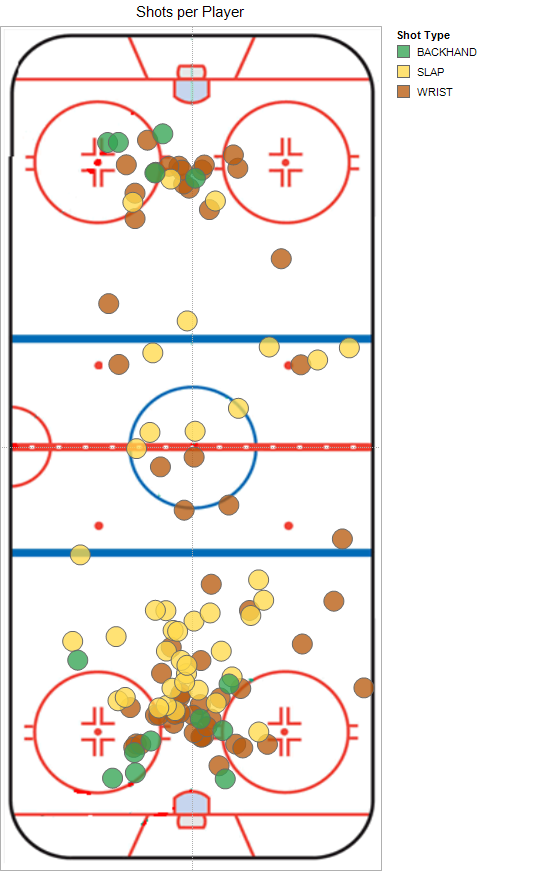 Shots per Player
Shot Type
BACKHAND
SLAP
WRIST